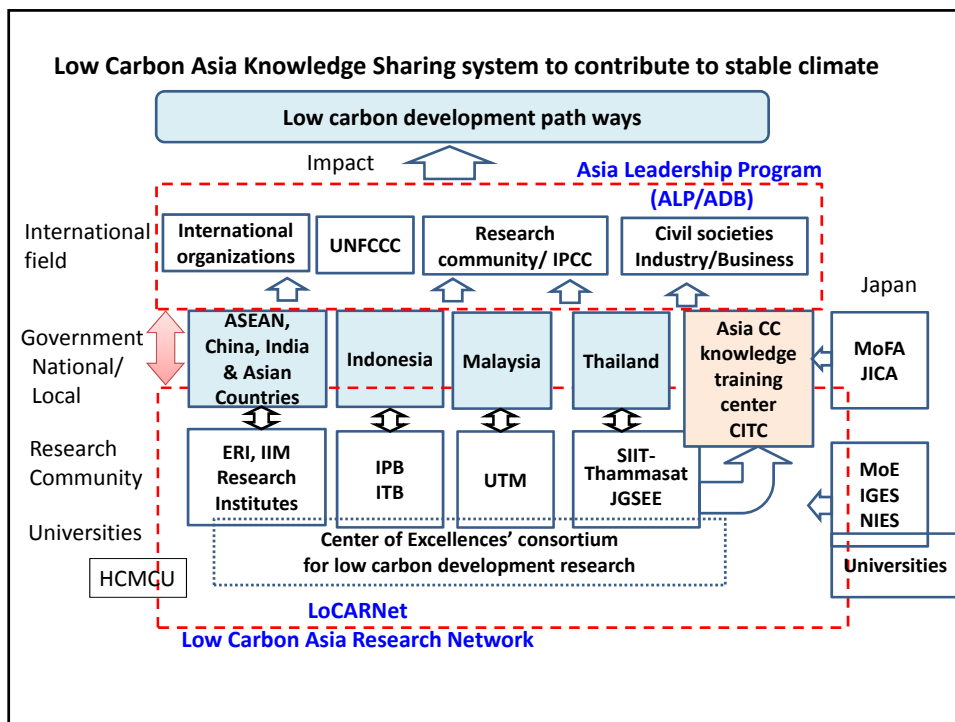 Low Carbon Asia Knowledge Sharing system to contribute to stable climate
Low carbon development path ways
Impact
Asia Leadership Program
(ALP/ADB)
International
field
International
organizations
UNFCCC
Research
community/ IPCC
Civil societies
Industry/Business
Japan
Government
National/
Local
ASEAN,
China, India
& Asian
Countries
Indonesia
Malaysia
Thailand
Asia CC
knowledge
training
center
CITC
MoFA
JICA
Research
Community
ERI, IIM
Research
Institutes
IPB
ITB
UTM
SIIT-
Thammasat
JGSEE
MoE
IGES
NIES
Universities
Universities
Center of Excellences’ consortium
for low carbon development research
HCMCU
LoCARNet
Low Carbon Asia Research Network